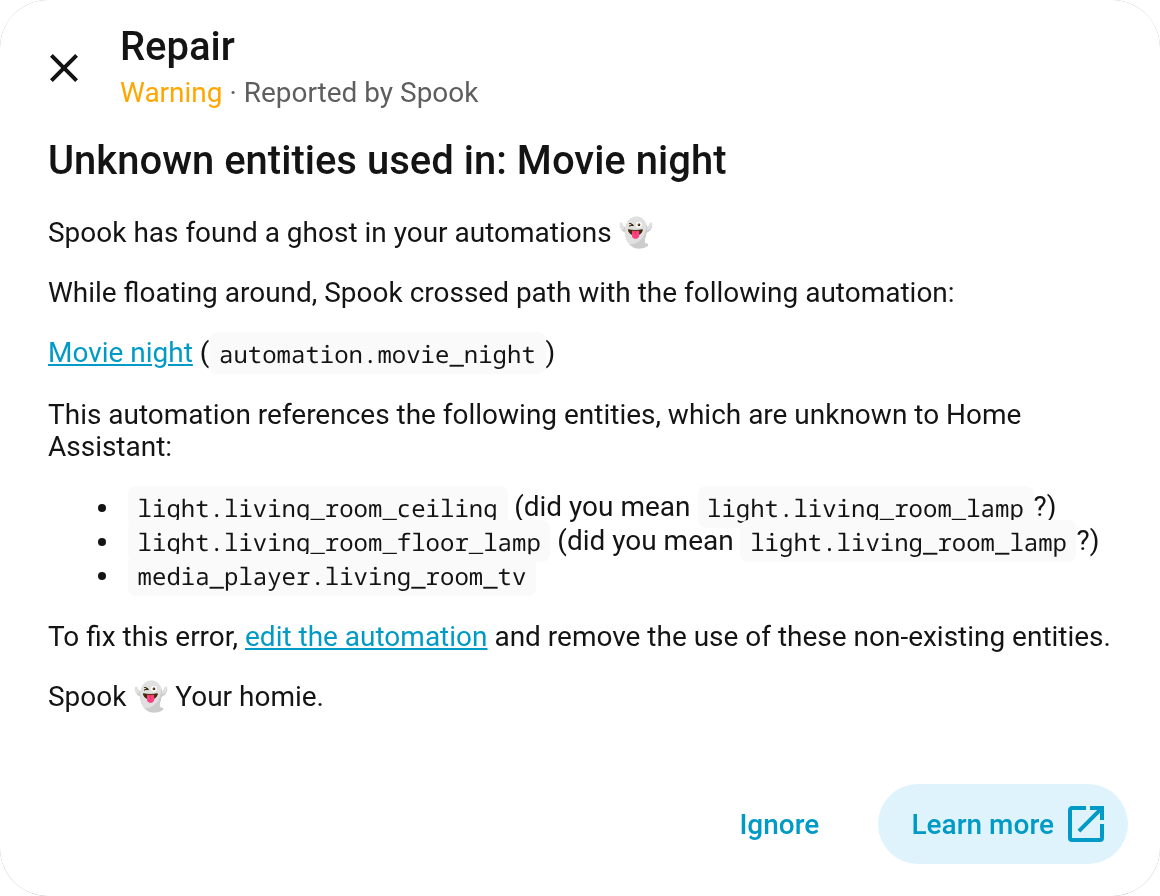 Repair
Warning · Reported by Spook
Unknown entities used in: Movie night
Spook has found a ghost in your automations 👻
While floating around, Spook crossed path with the following automation:
Movie night ( automation.movie_night )
This automation references the following entities, which are unknown to Home
Assistant:
• light.living_room_ceiling (did you mean light.living_room_lamp ?)
• light.living_room_floor_lamp (did you mean light.living_room_lamp ?)
• media_player.living_room_tv
To fix this error, edit the automation and remove the use of these non-existing entities.
Spook 👻 Your homie.
Ignore
Learn more